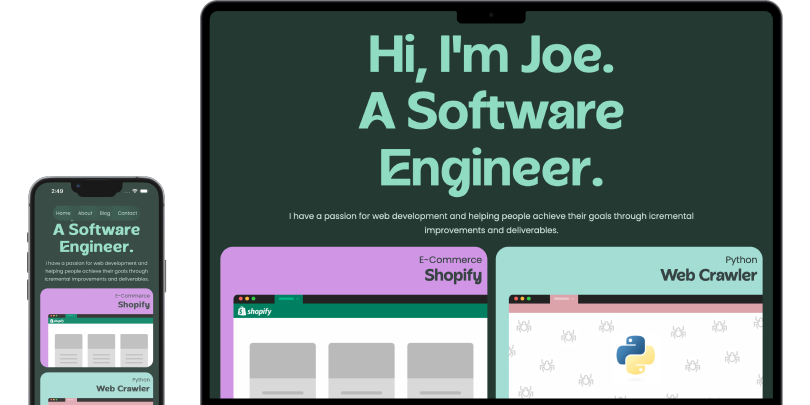 Hi, I'm Joe.
A Software
Engineer.
I have a passion for web development and helping people achieve their goals through icremental
improvements and deliverables.
E-Commerce
Shopify
shopify
Python
Web Crawler
2:49
Home About Blog Contact
A Software
Engineer.
I have a passion for web development and
helping people achieve their goals through
icremental improvements and deliverables.
E-Commerce
Shopify
shopify
Python
Web Crawler